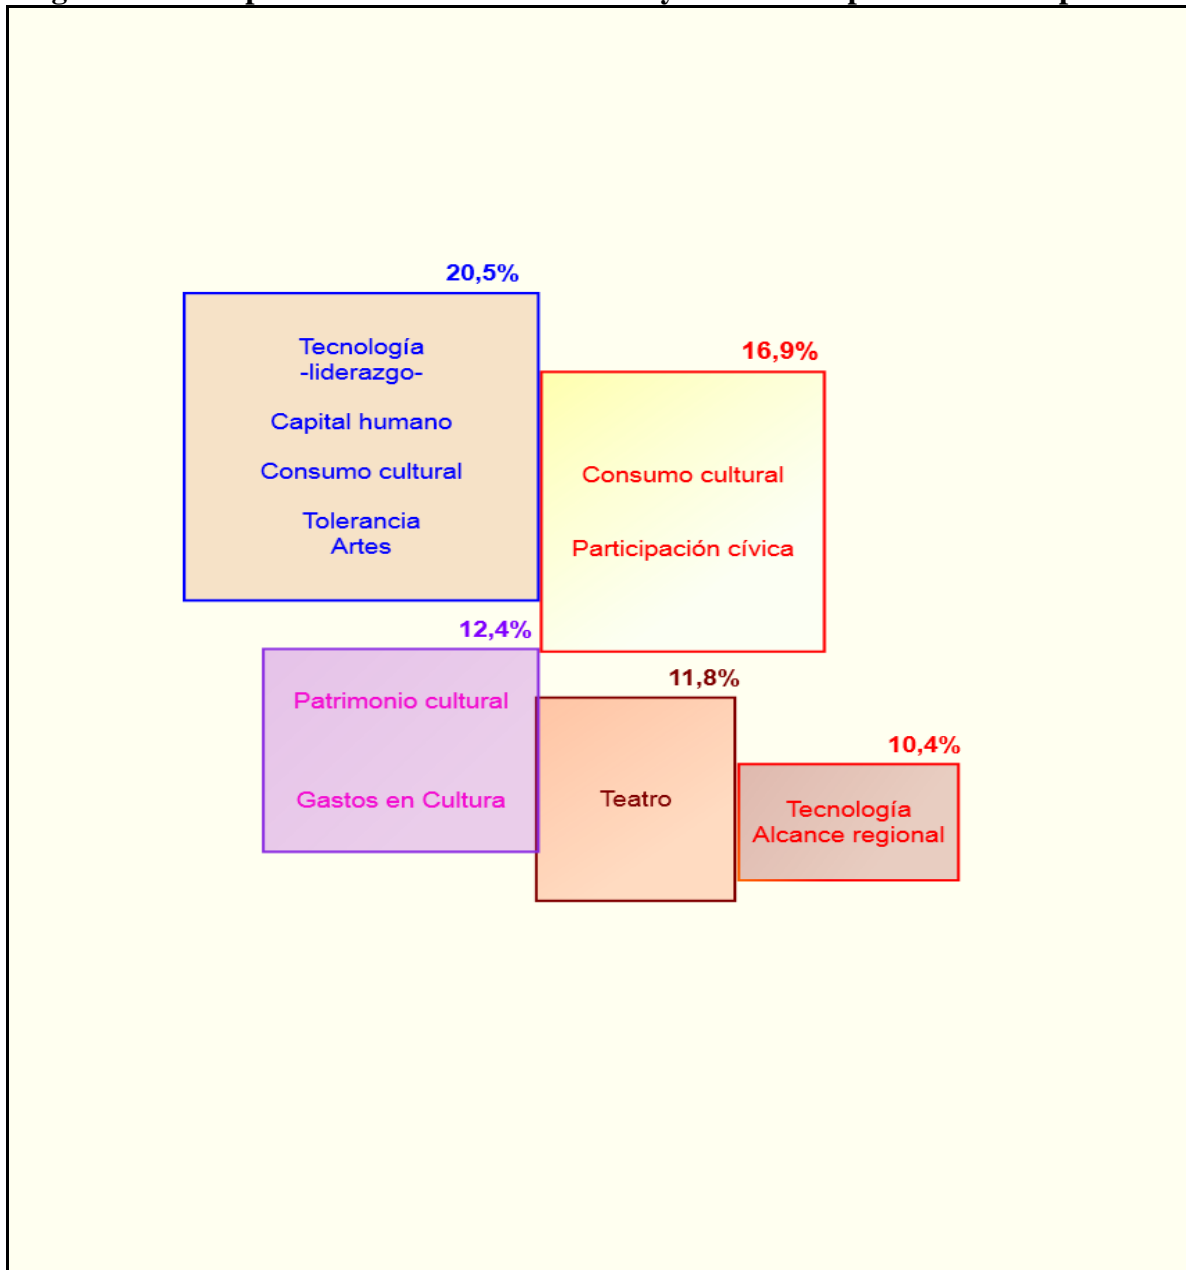 20,5%
Tecnología
-liderazgo-
Capital humano
Consumo cultural
Tolerancia
Artes
16,9%
Consumo cultural
Participación cívica
12,4%
Patrimonio cultural
Gastos en Cultura
11,8%
Teatro
10,4%
Tecnología
Alcance regional